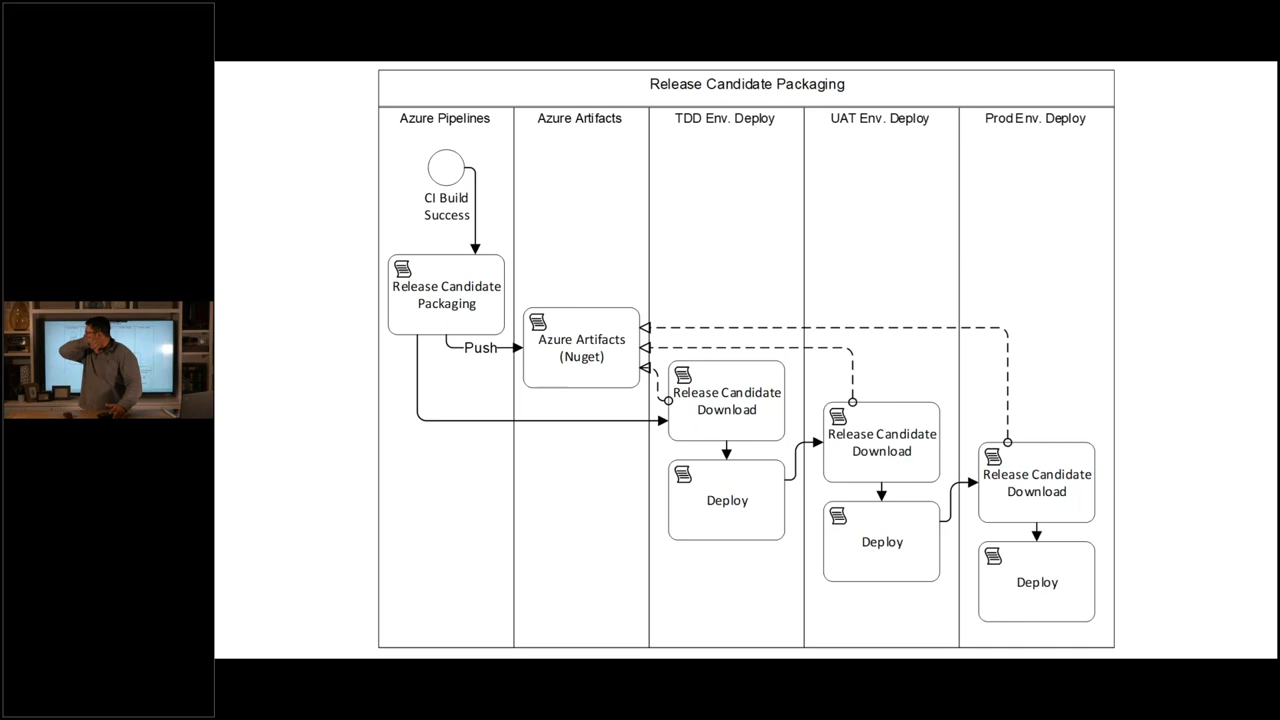 Release Candidate Packaging
Azure Pipelines
Azure Artifacts
TDD Env. Deploy
UAT Env. Deploy
Prod Env. Deploy
CI Build
Success
Release Candidate
Packaging
Push
Azure Artifacts
(Nuget)
Release Candidate
Download
Deploy
Release Candidate
Download
Deploy
Release Candidate
Download
Deploy